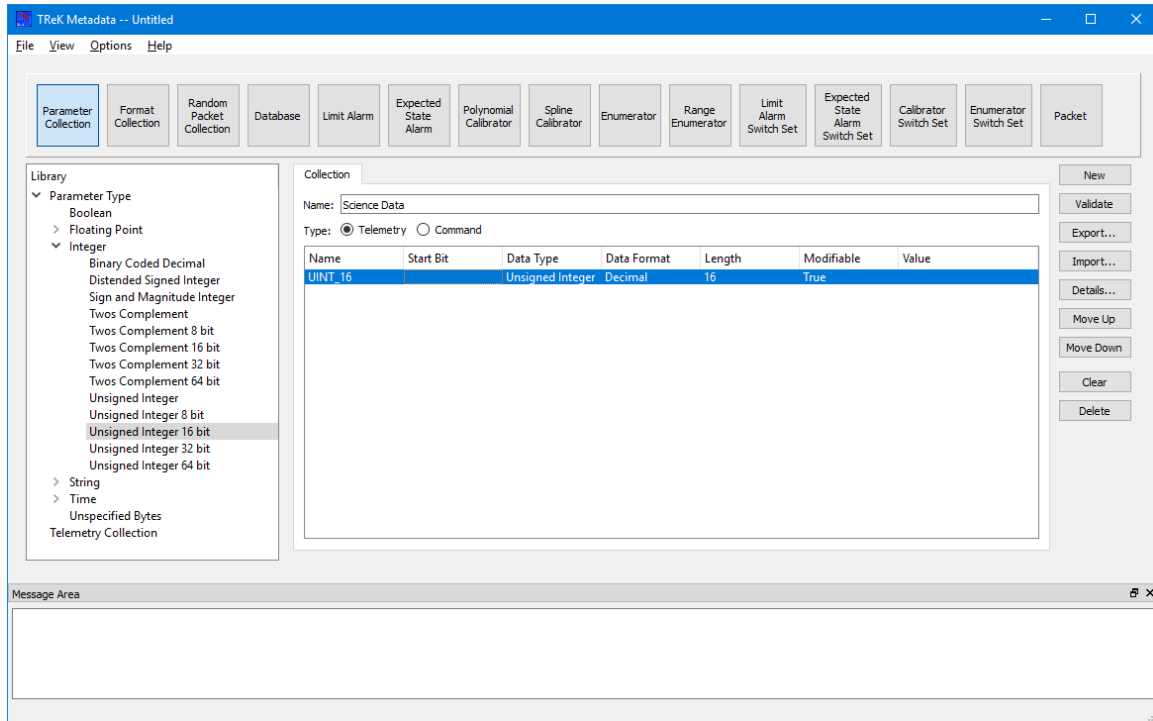 TReK Metadata -- Untitled
File View Options Help
Parameter Collection
Format Collection
Random Packet Collection
Database
Limit Alarm
Expected State Alarm
Polynomial Calibrator
Spline Calibrator
Enumerator
Range Enumerator
Limit Alarm Switch Set
Expected State Alarm Switch Set
Calibrator Switch Set
Enumerator Switch Set
Packet
Library
Parameter Type
Boolean
Floating Point
Integer
Binary Coded Decimal
Distended Signed Integer
Sign and Magnitude Integer
Twos Complement
Twos Complement 8 bit
Twos Complement 16 bit
Twos Complement 32 bit
Twos Complement 64 bit
Unsigned Integer
Unsigned Integer 8 bit
Unsigned Integer 16 bit
Unsigned Integer 32 bit
Unsigned Integer 64 bit
String
Time
Unspecified Bytes
Telemetry Collection
Collection
Name: Science Data
Type: Telemetry Command
Name Start Bit Data Type Data Format Length Modifiable Value
UINT_16 Unsigned Integer Decimal 16 True
New
Validate
Export...
Import...
Details...
Move Up
Move Down
Clear
Delete
Message Area